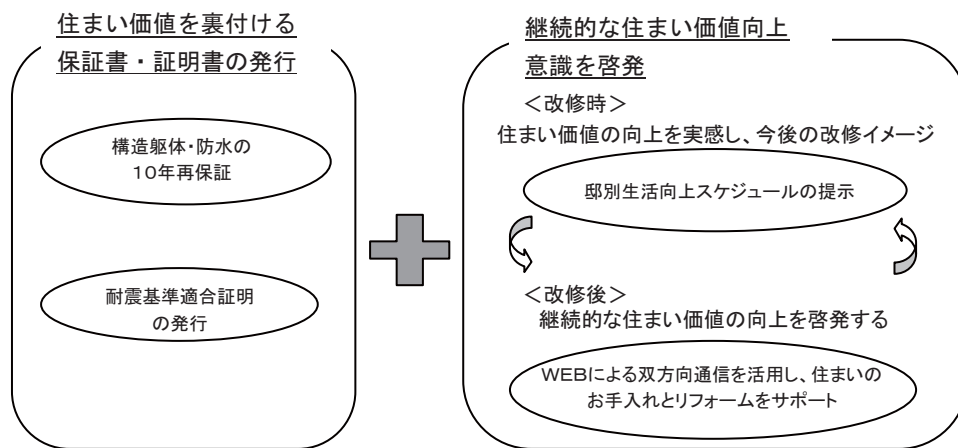 住まい価値を裏付ける
保証書・証明書の発行
構造躯体・防水の
１０年再保証
耐震基準適合証明
の発行
継続的な住まい価値向上
意識を啓発
＜改修時＞
住まい価値の向上を実感し、今後の改修イメージ
邸別生活向上スケジュールの提示
＜改修後＞
継続的な住まい価値の向上を啓発する
ＷＥＢによる双方向通信を活用し、住まいの
お手入れとリフォームをサポート